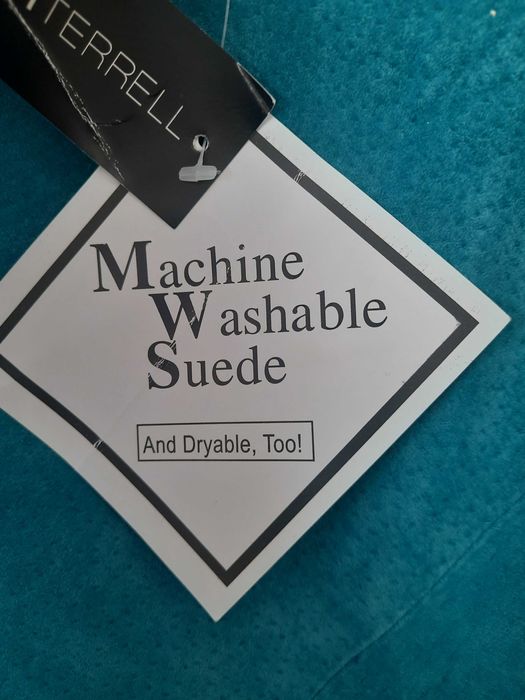 TERRELL
Machine
Washable
Suede
And Dryable, Too!